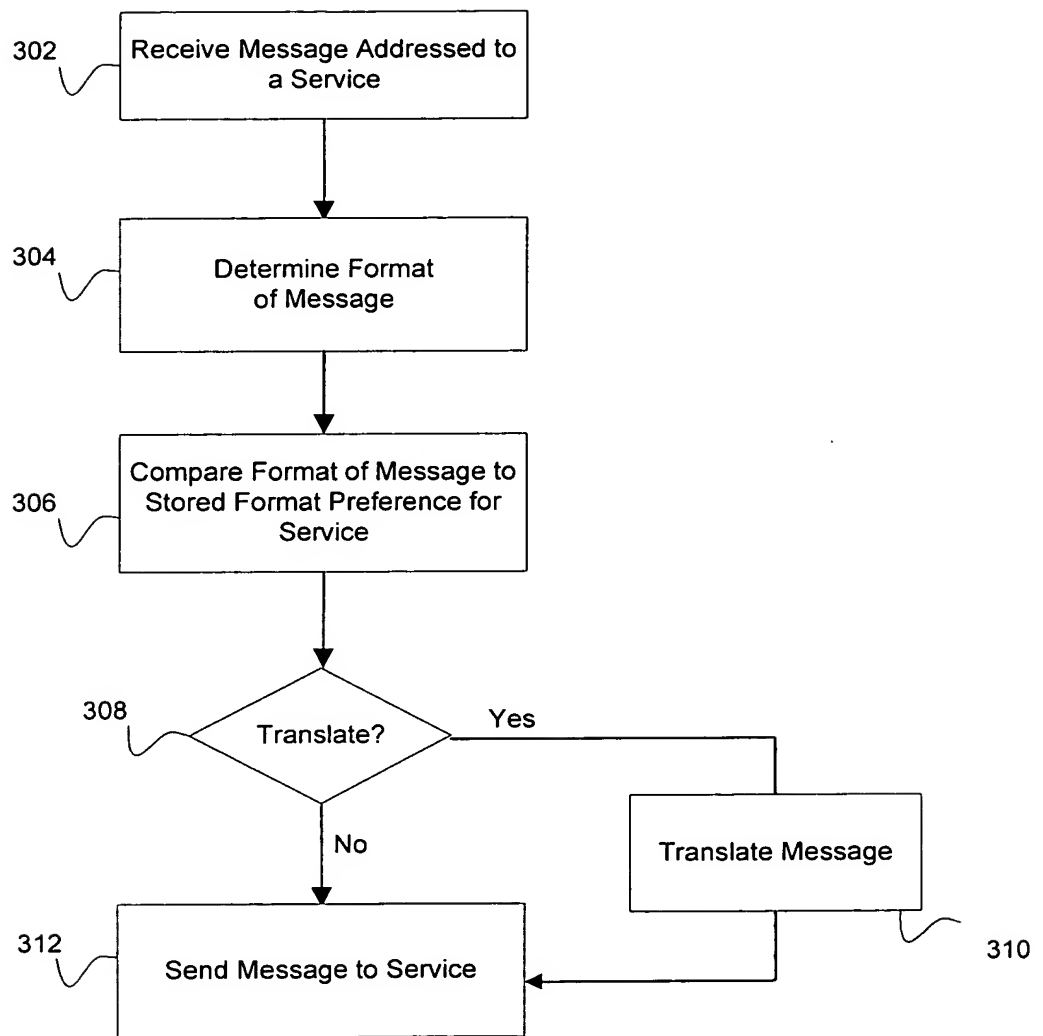 302
Receive Message Addressed to
a Service
304
Determine Format
of Message
306
Compare Format of Message to
Stored Format Preference for
Service
308
Translate?
Yes
No
Translate Message
310
312
Send Message to Service